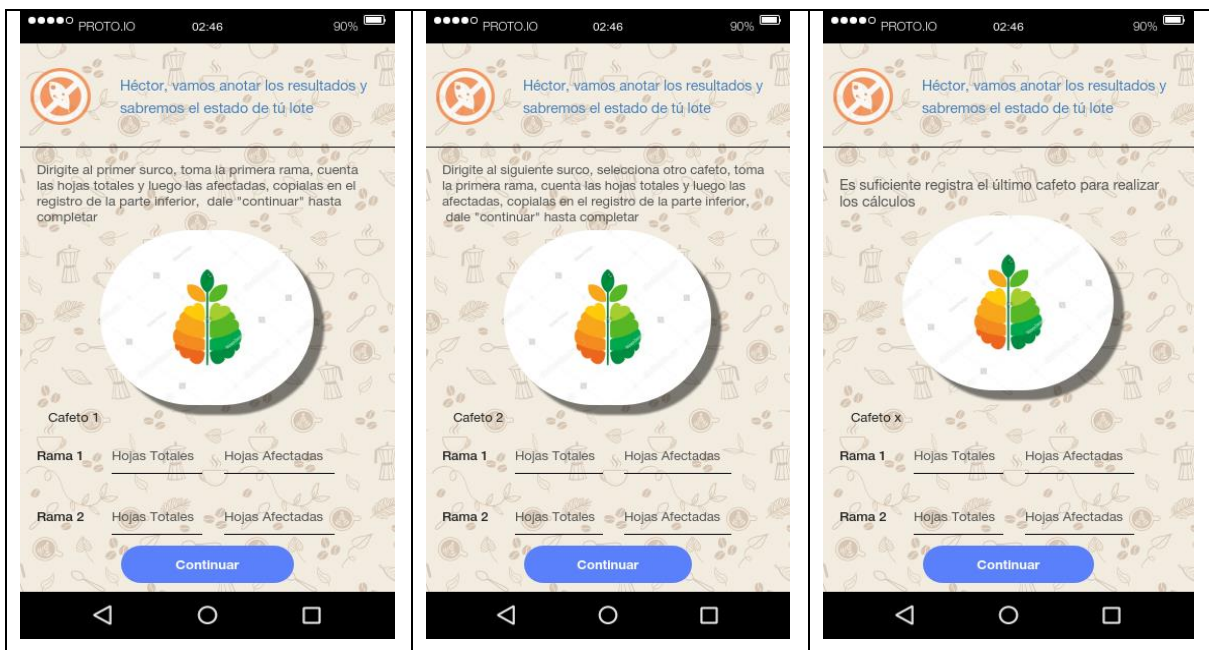 PROTO.IO 02:46 90%
Héctor, vamos anotar los resultados y
sabremos el estado de tú lote
Dirigite al primer surco, toma la primera rama, cuenta
las hojas totales y luego las afectadas, cópialas en el
registro de la parte inferior, dale "continuar" hasta
completar
Cafeto 1
Rama 1 Hojas Totales Hojas Afectadas
Rama 2 Hojas Totales Hojas Afectadas
Continuar
PROTO.IO 02:46 90%
Héctor, vamos anotar los resultados y
sabremos el estado de tú lote
Dirigite al siguiente surco, selecciona otro cafeto, toma
la primera rama, cuenta las hojas totales y luego las
afectadas, copialas en el registro de la parte inferior,
dale "continuar" hasta completar
Cafeto 2
Rama 1 Hojas Totales Hojas Afectadas
Rama 2 Hojas Totales Hojas Afectadas
Continuar
PROTO.IO 02:46 90%
Héctor, vamos anotar los resultados y
sabremos el estado de tú lote
Es suficiente registra el último cafeto para realizar
los cálculos
Cafeto x
Rama 1 Hojas Totales Hojas Afectadas
Rama 2 Hojas Totales Hojas Afectadas
Continuar